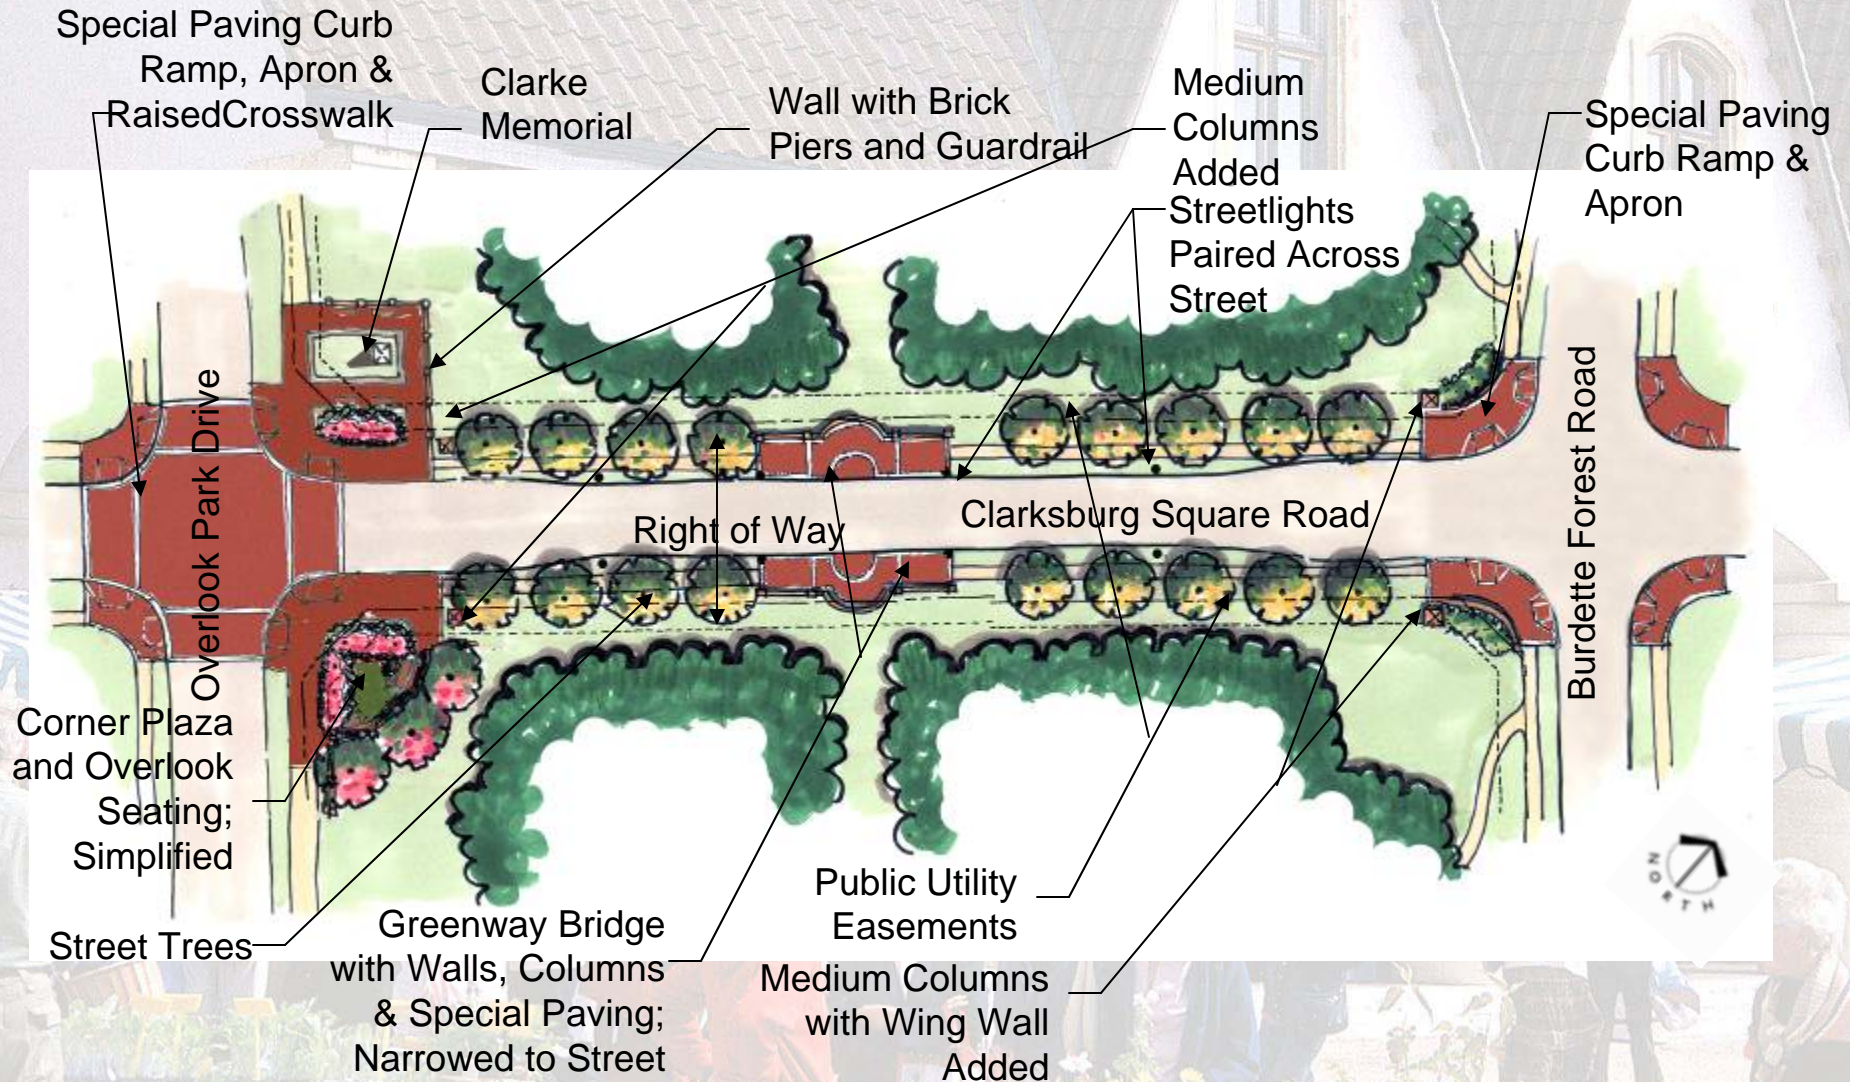 Special Paving Curb
Ramp, Apron &
RaisedCrosswalk
Clarke
Memorial
Wall with Brick
Piers and Guardrail
Medium
Columns
Added
Streetlights
Paired Across
Street
Special Paving
Curb Ramp &
Apron
Overlook Park Drive
Right of Way
Clarksburg Square Road
Burdette Forest Road
Corner Plaza
and Overlook
Seating;
Simplified
Street Trees
Greenway Bridge
with Walls, Columns
& Special Paving;
Narrowed to Street
Public Utility
Easements
Medium Columns
with Wing Wall
Added
NORTH